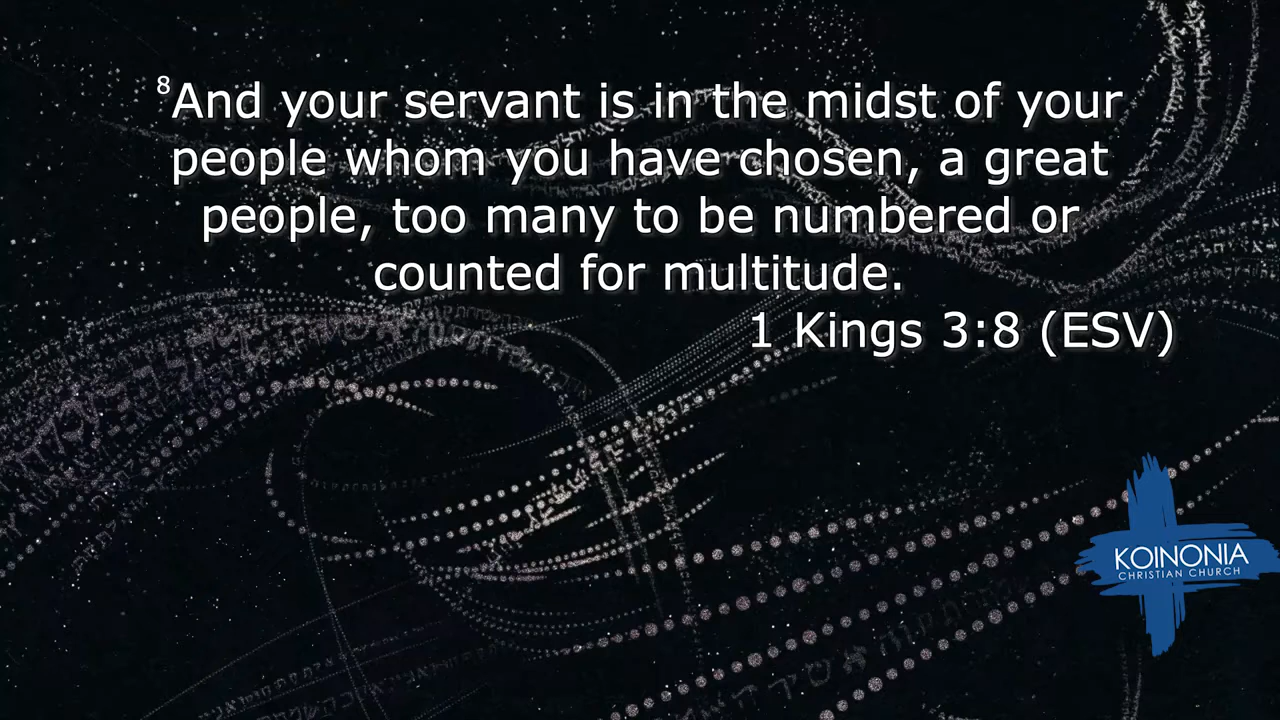 8And your servant is in the midst of your
people whom you have chosen, a great
people, too many to be numbered or
counted for multitude.
1 Kings 3:8 (ESV)
KOINONIA
CHRISTIAN CHURCH